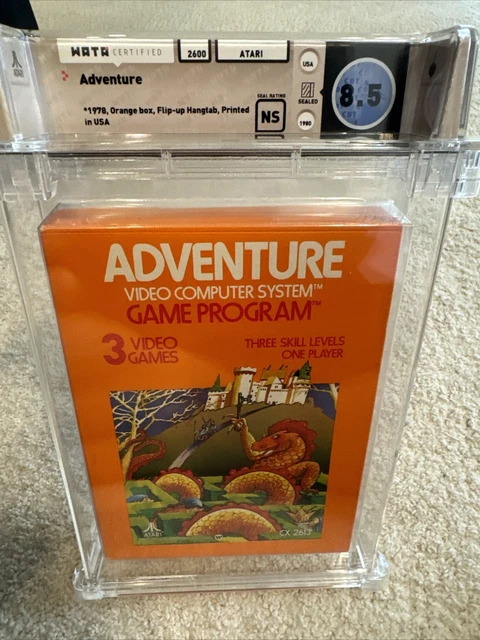 WATA CERTIFIED
2600
ATARI
Adventure
*1978, Orange box, Flip-up Hangtab, Printed
in USA
SEAL RATING
NS
USA
SEALED
1980
8.5
ATARI
ADVENTURE
VIDEO COMPUTER SYSTEM™
GAME PROGRAM™
3 VIDEO
GAMES
THREE SKILL LEVELS
ONE PLAYER
ATARI
CX 2613